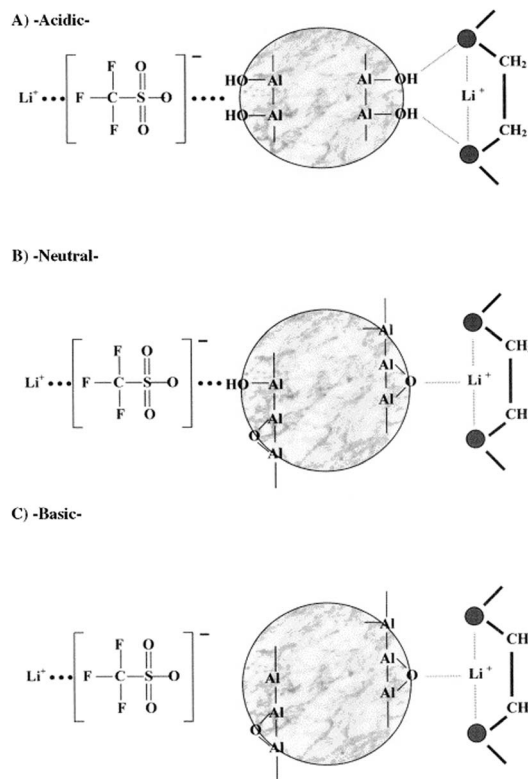 A) -Acidic-
F O
HO Al Al OH CH2
Li+ F C S O − Li+
HO Al Al OH
F O CH2
B) -Neutral-
Al
F O CH
Al
Li+ F C S O − HO Al O Li+
Al
F O Al CH
O
Al
C) -Basic-
Al
F O CH
Al
Li+ F C S O − Al O Li+
Al
F O Al CH
O
Al